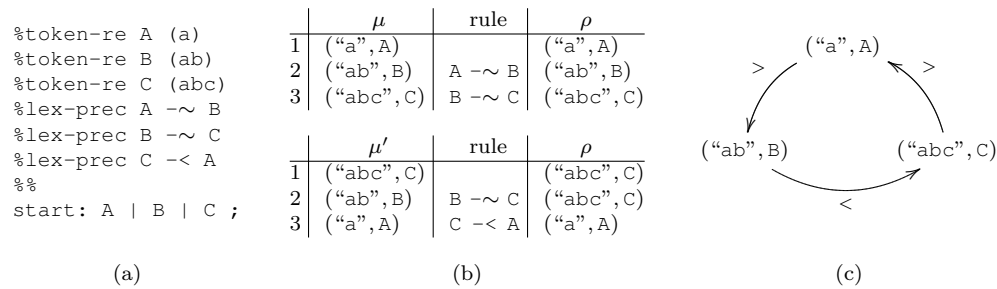 %token-re A (a)
%token-re B (ab)
%token-re C (abc)
%lex-prec A -∼ B
%lex-prec B -∼ C
%lex-prec C -< A
%%
start: A | B | C ;
(a)
μ rule ρ
1 (“a”, A) (“a”, A)
2 (“ab”, B) A -∼ B (“ab”, B)
3 (“abc”, C) B -∼ C (“abc”, C)
μ′ rule ρ
1 (“abc”, C) (“abc”, C)
2 (“ab”, B) B -∼ C (“abc”, C)
3 (“a”, A) C -< A (“a”, A)
(b)
(“a”, A)
> >
(“ab”, B) (“abc”, C)
<
(c)